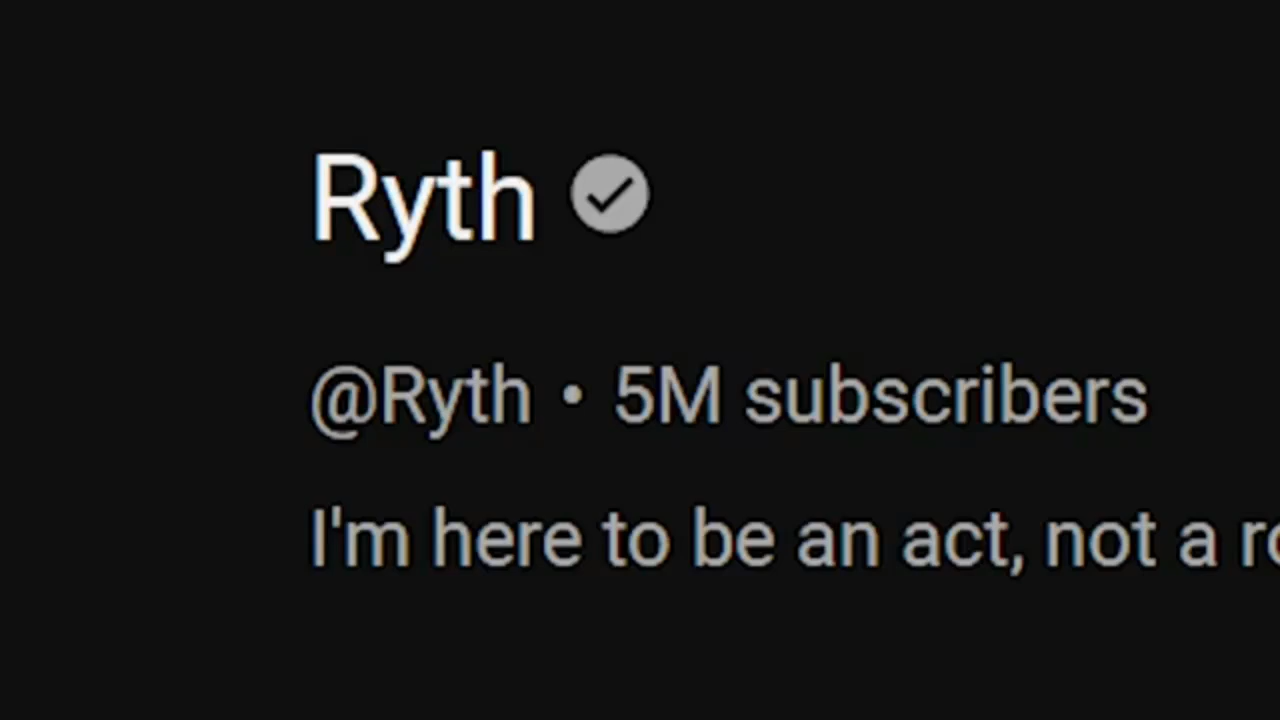 Ryth
@Ryth • 5M subscribers
I'm here to be an act, not a